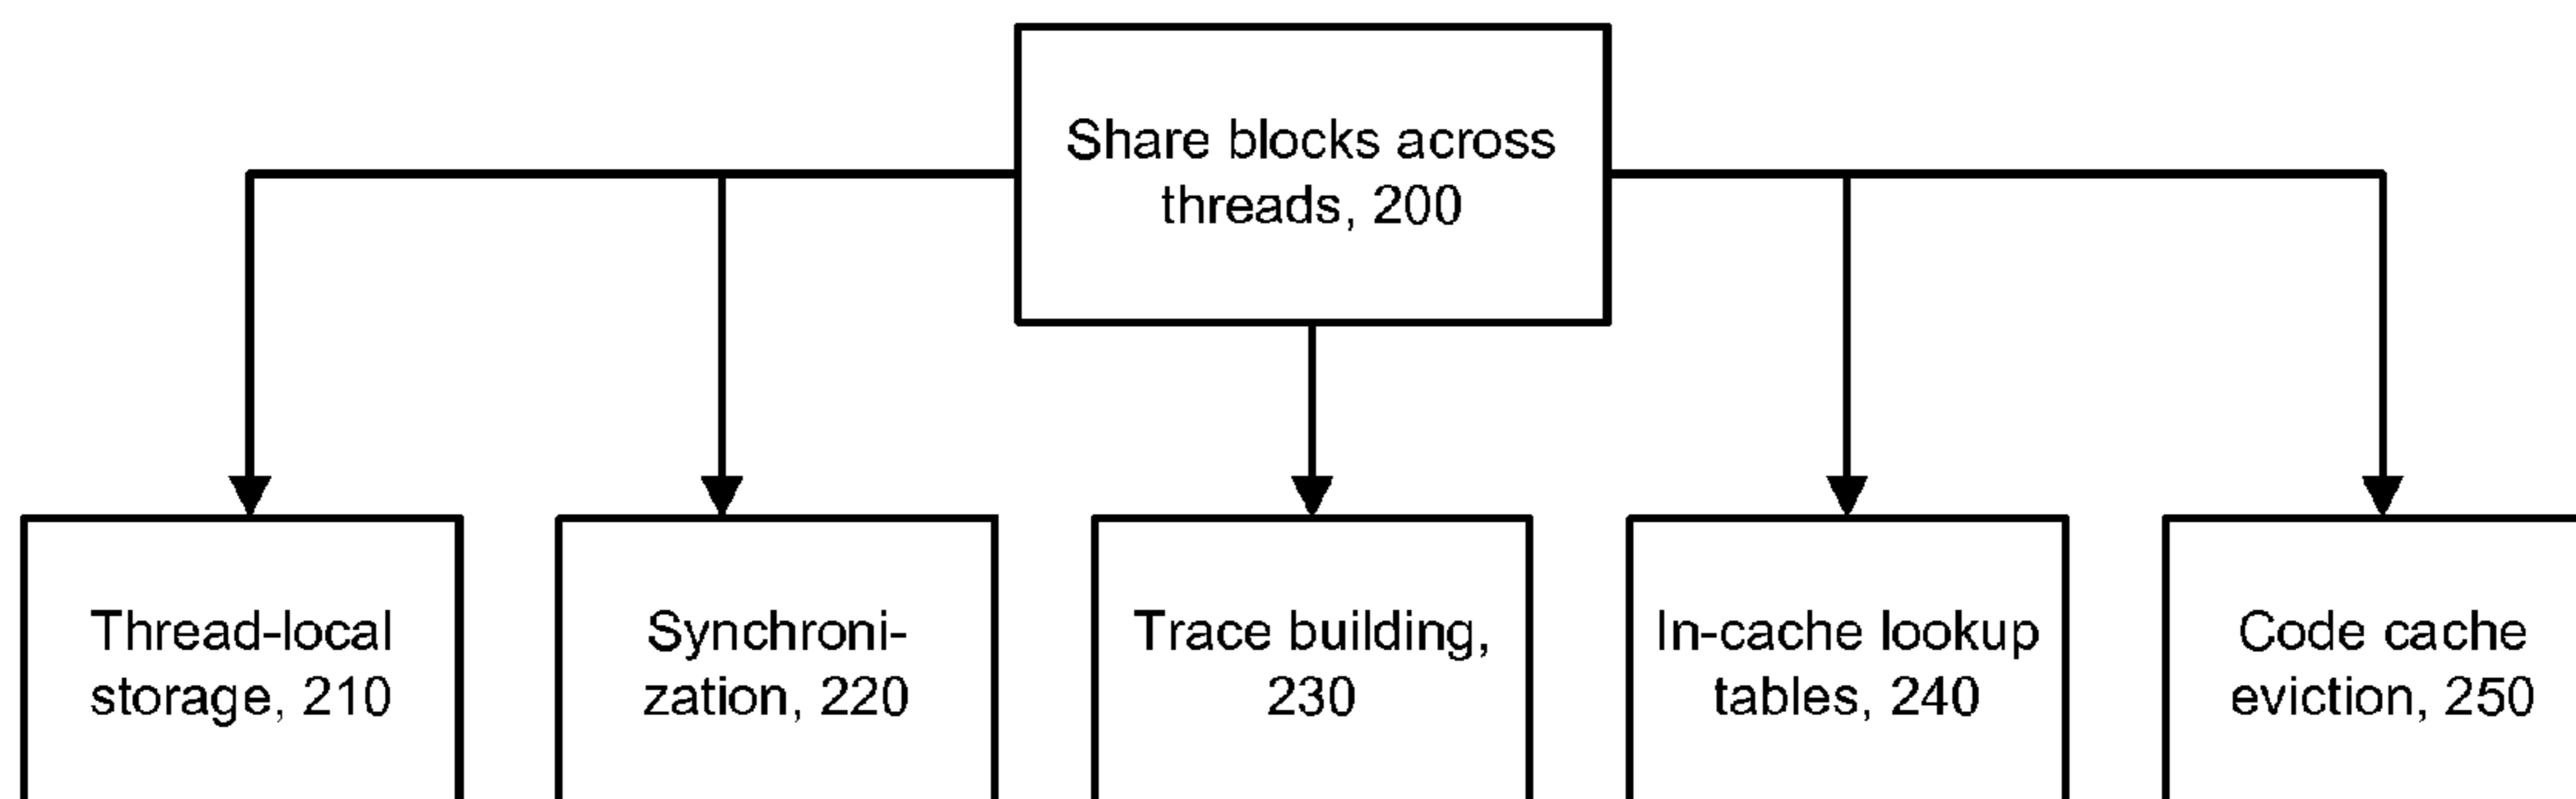 Share blocks across
threads, 200
Thread-local
storage, 210
Synchroni-
zation, 220
Trace building,
230
In-cache lookup
tables, 240
Code cache
eviction, 250